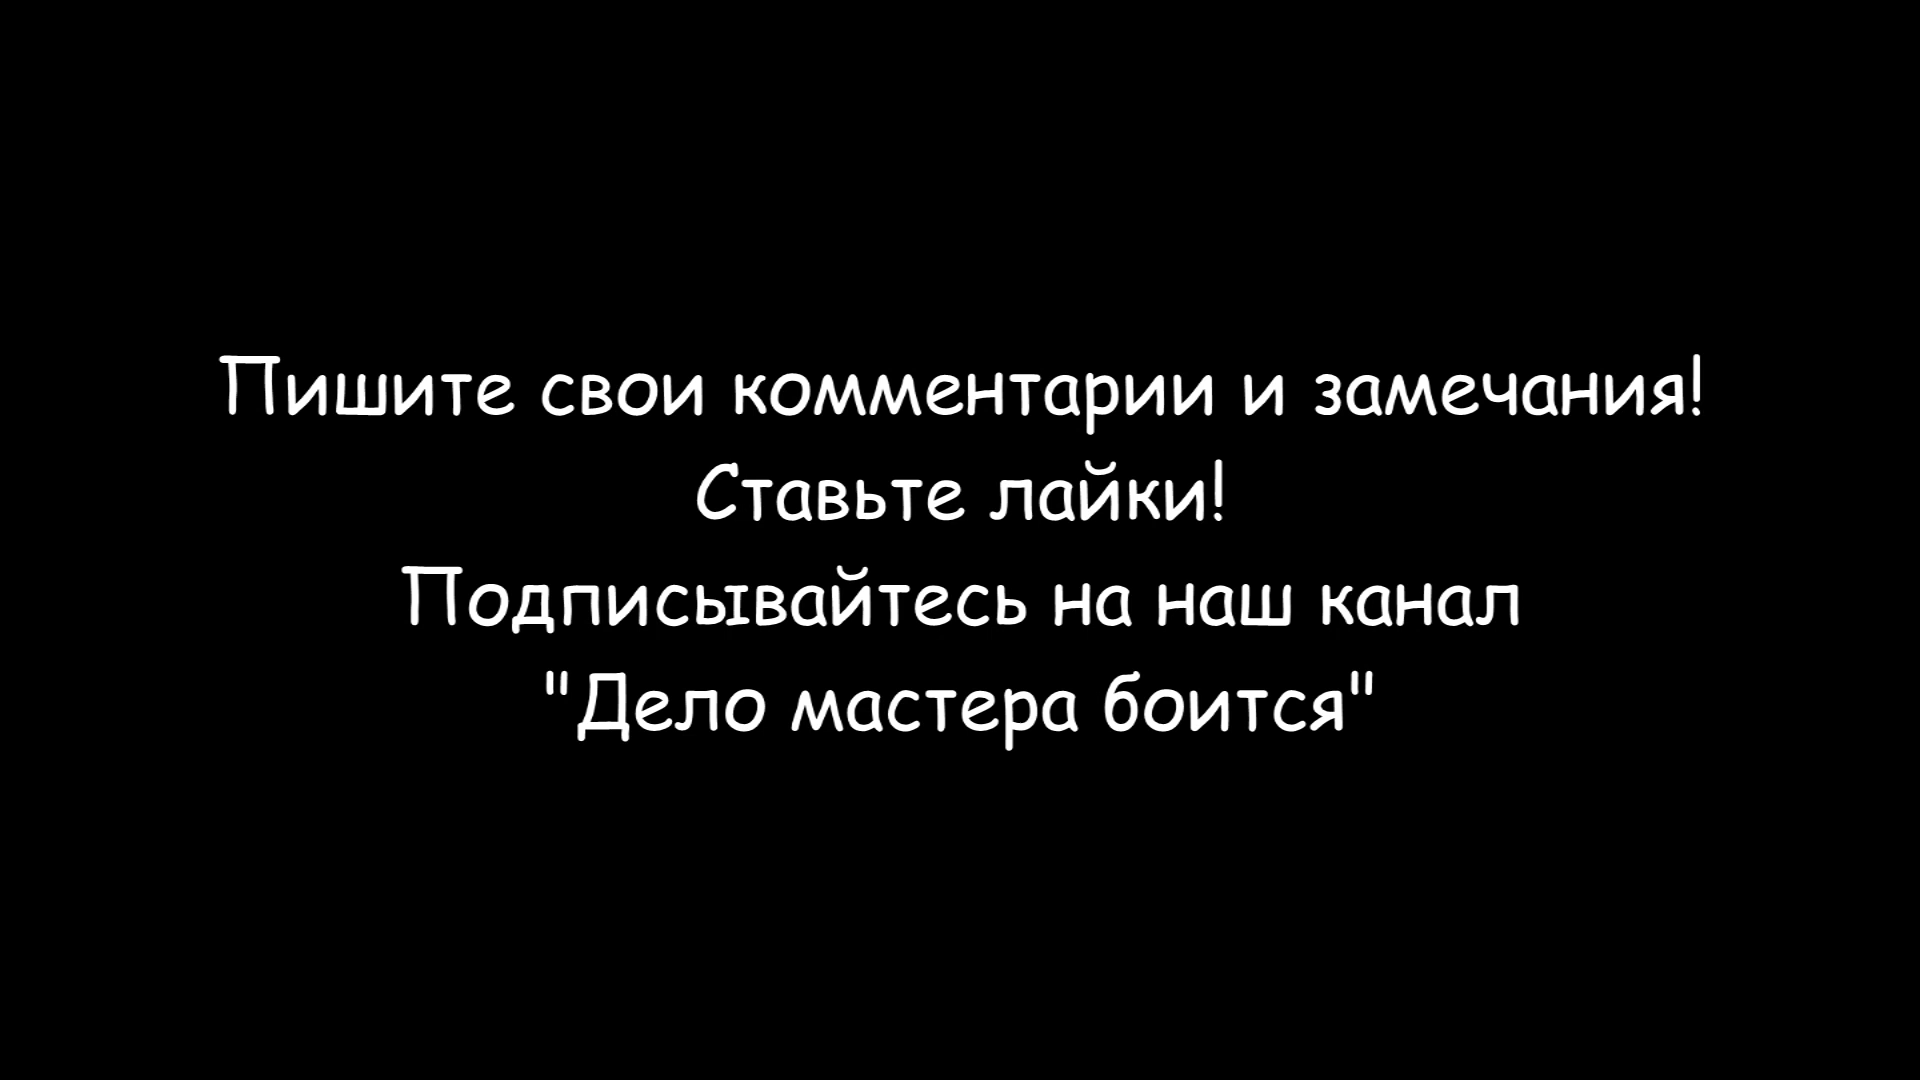 Пишите свои комментарии и замечания!
Ставьте лайки!
Подписывайтесь на наш канал
"Дело мастера боится"